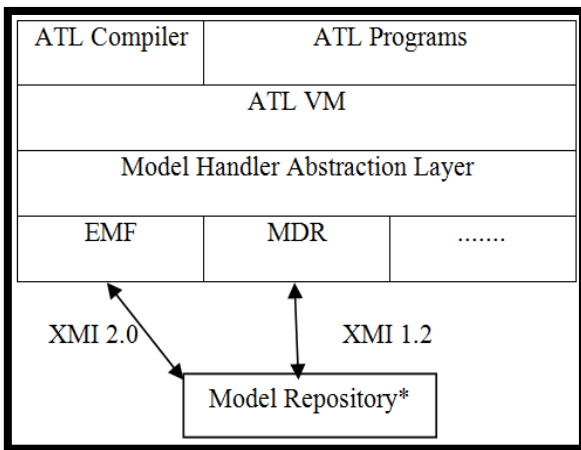 ATL Compiler
ATL Programs
ATL VM
Model Handler Abstraction Layer
EMF
MDR
.......
XMI 2.0
XMI 1.2
Model Repository*